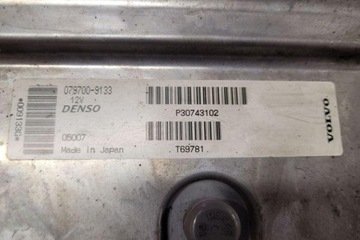 079700-9133
12V
DENSO
P30743102
05007
Made in Japan
T69781
VOLVO